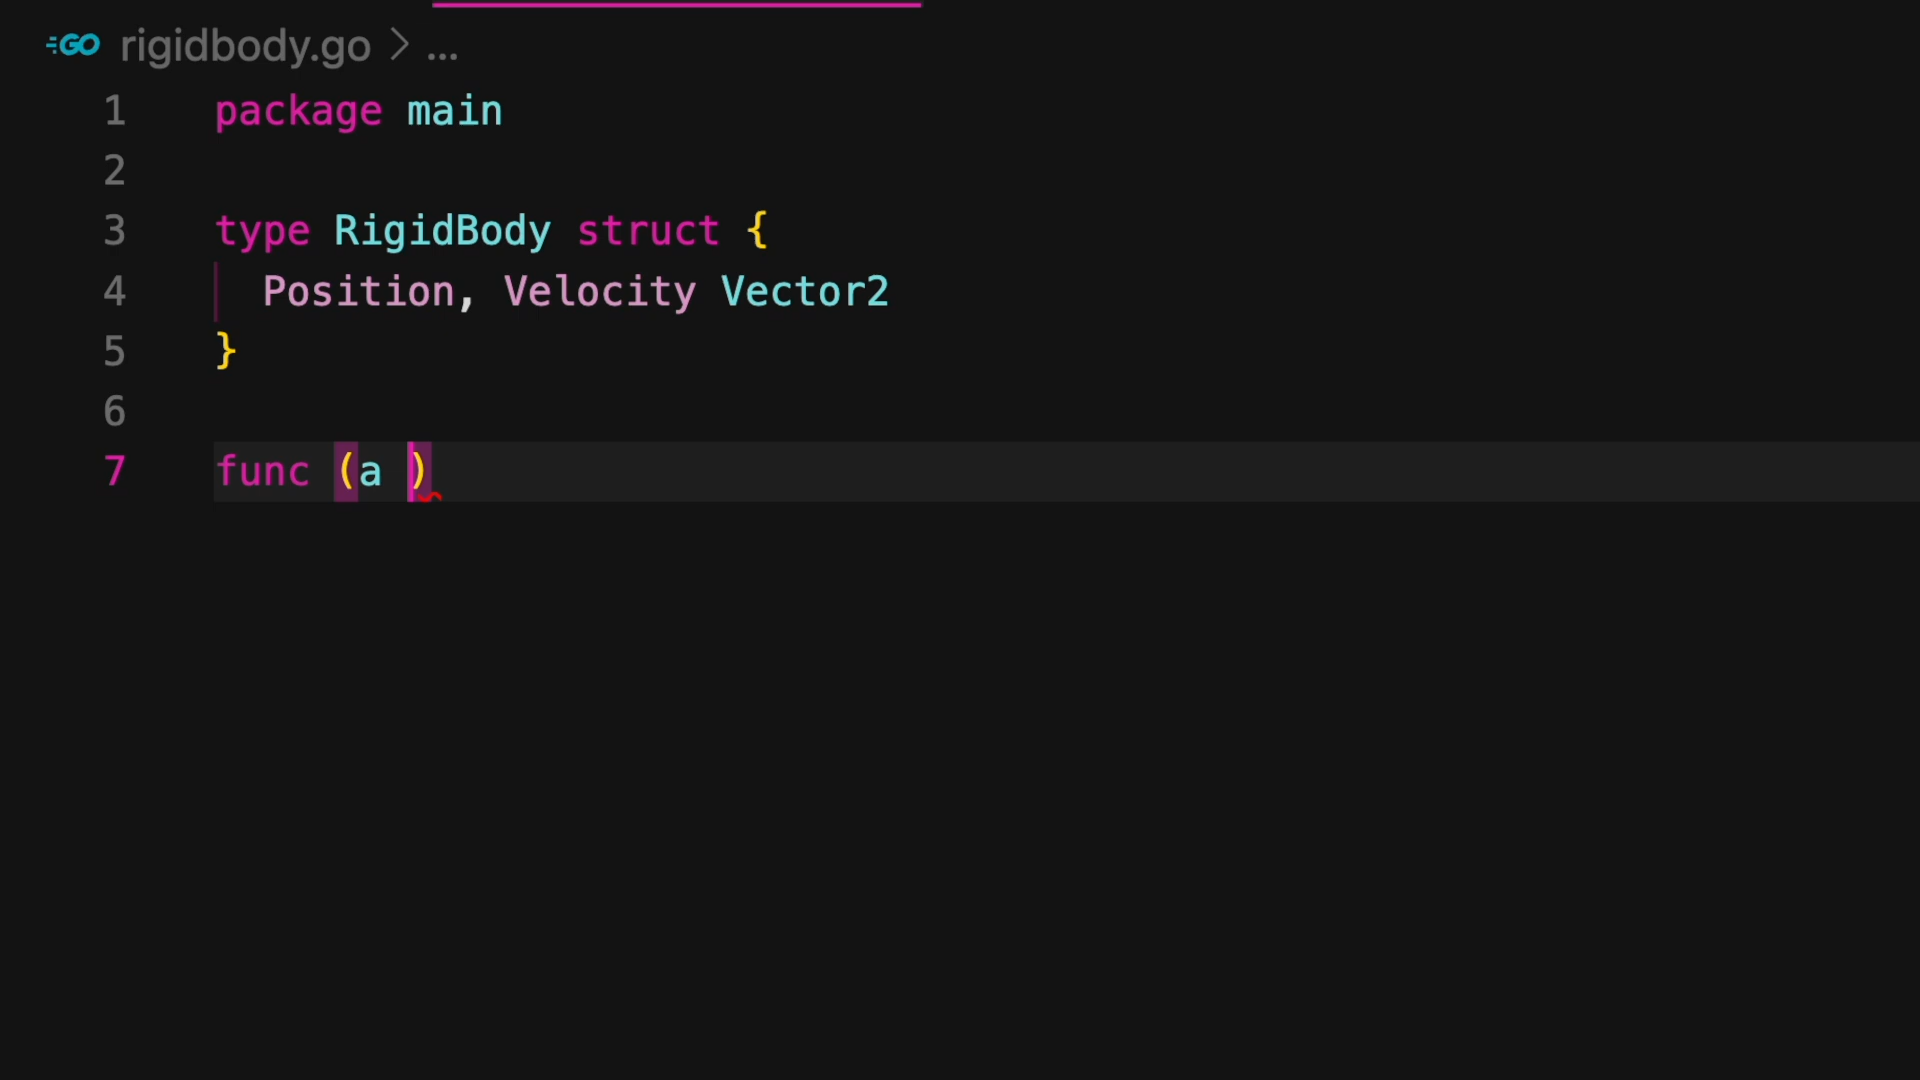 GO rigidbody.go > ...
1 package main
2
3 type RigidBody struct {
4 Position, Velocity Vector2
5 }
6
7 func (a )